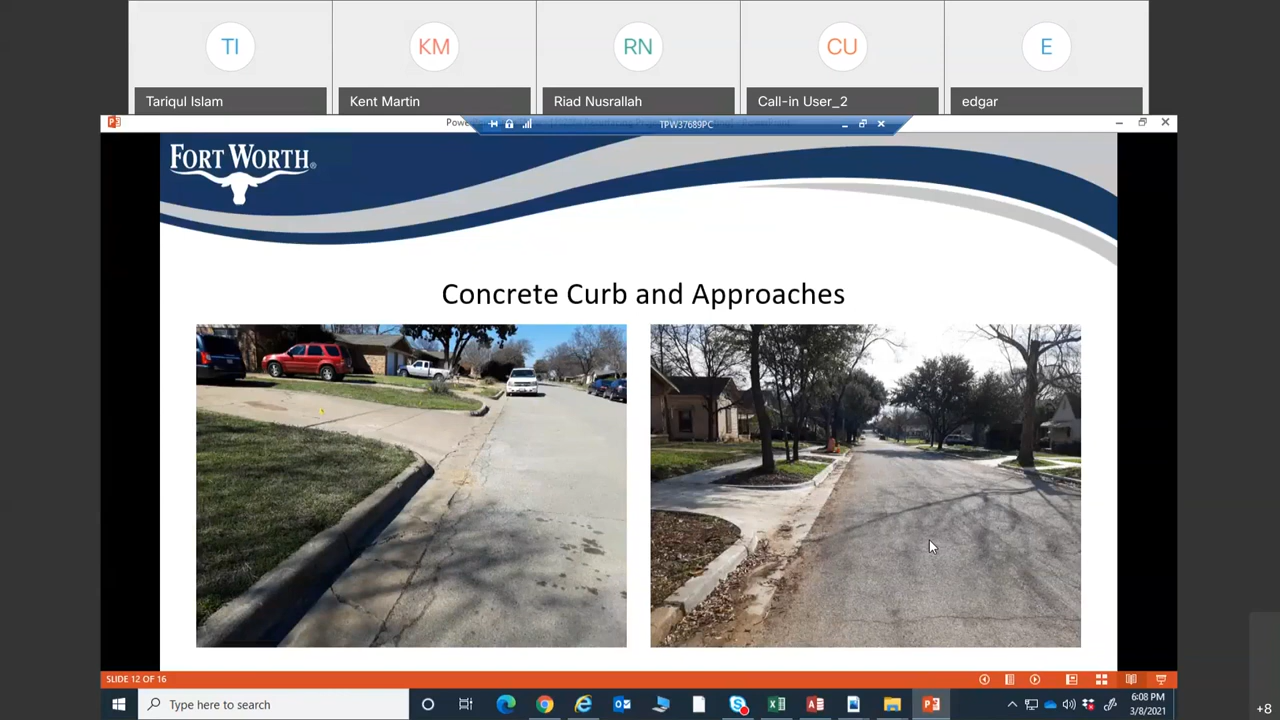 TI
KM
RN
CU
E
Tariqul Islam
Kent Martin
Riad Nusrallah
Call-in User_2
edgar
TPW37689PC
FORT WORTH®
Concrete Curb and Approaches
SLIDE 12 OF 16
Type here to search
6:08 PM
3/8/2021
+8